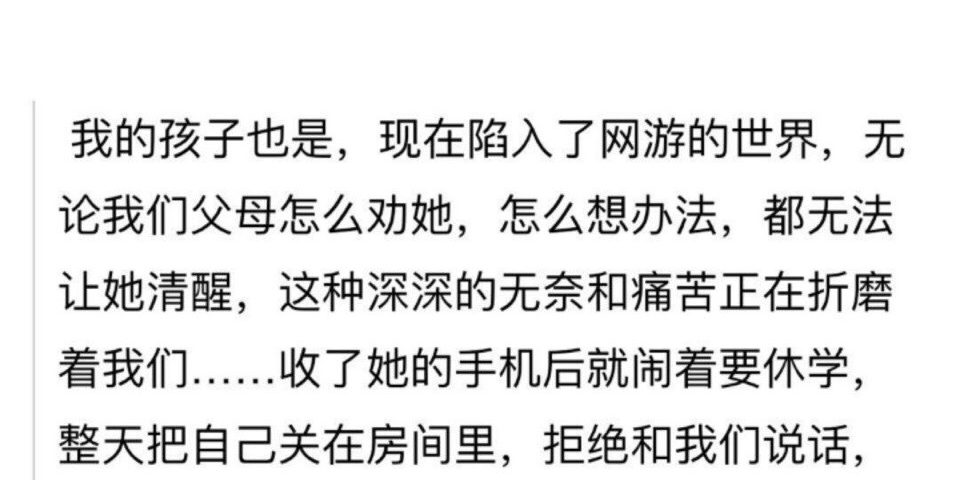 我的孩子也是，现在陷入了网游的世界，无
论我们父母怎么劝她，怎么想办法，都无法
让她清醒，这种深深的无奈和痛苦正在折磨
着我们……收了她的手机后就闹着要休学，
整天把自己关在房间里，拒绝和我们说话，